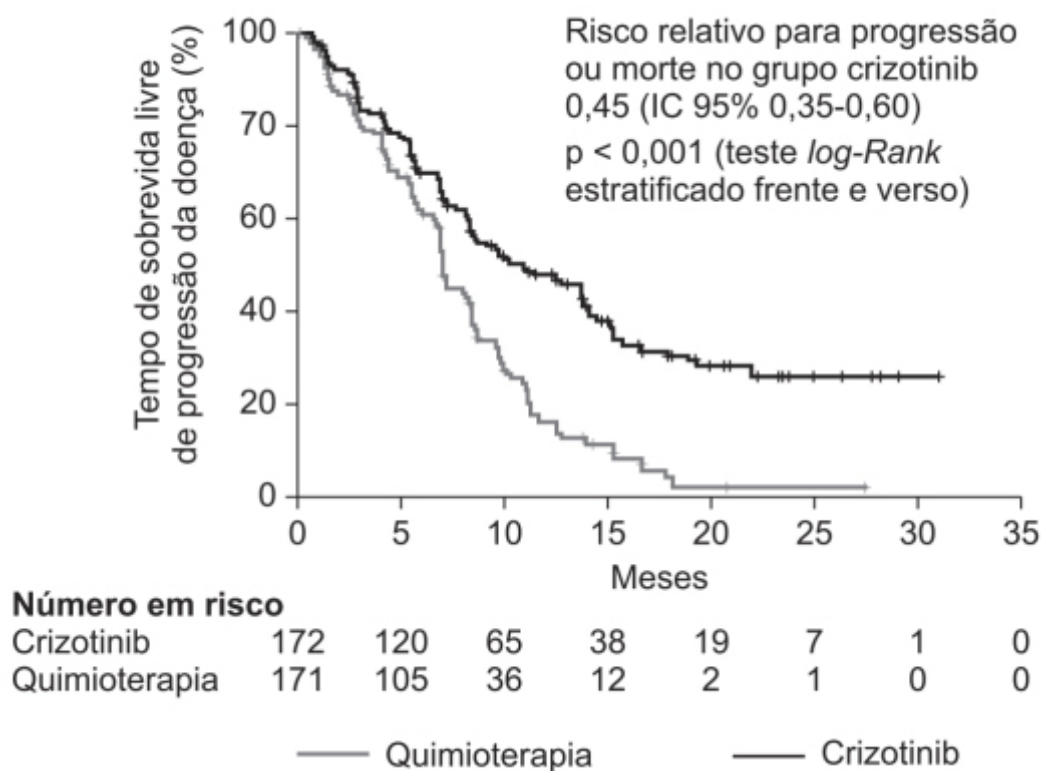 Tempo de sobrevida livre
de progressão da doença (%)
100
70
60
40
20
0
Risco relativo para progressão
ou morte no grupo crizotinib
0,45 (IC 95% 0,35-0,60)
p < 0,001 (teste log-Rank
estratificado frente e verso)
0 5 10 15 20 25 30 35
Meses
Número em risco
Crizotinib 172 120 65 38 19 7 1 0
Quimioterapia 171 105 36 12 2 1 0 0
Quimioterapia Crizotinib